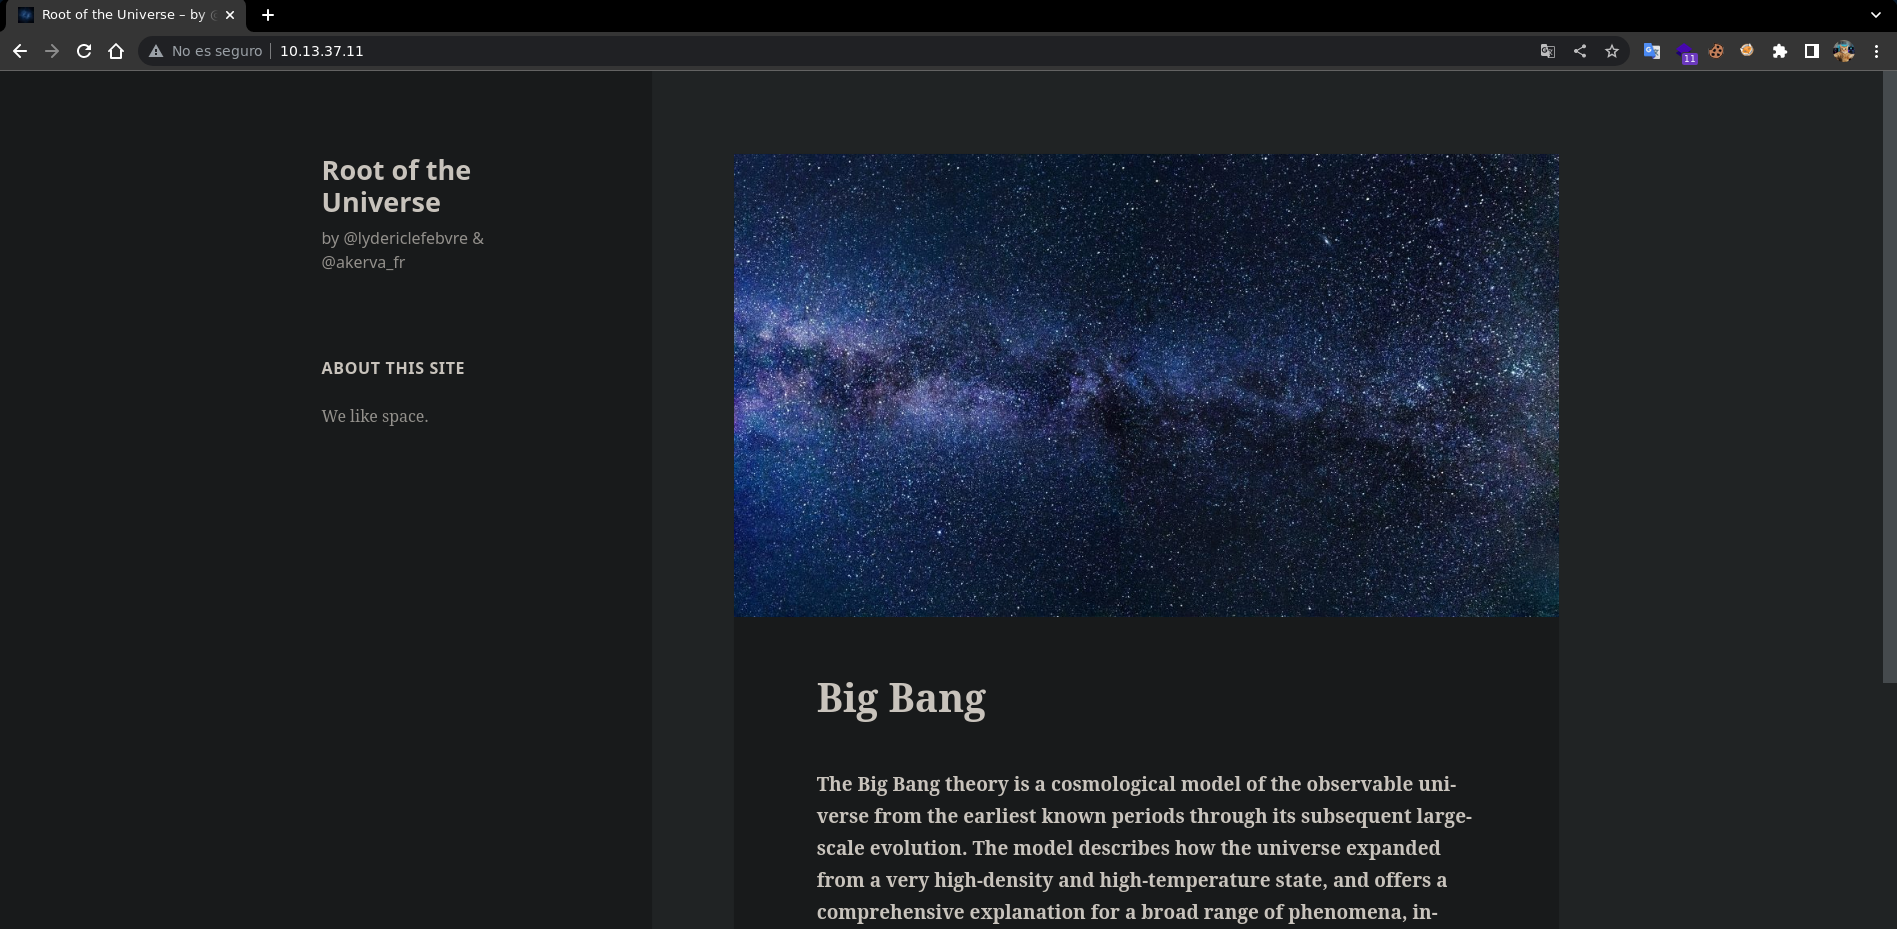 Root of the Universe – by
No es seguro
10.13.37.11
11
Root of the
Universe
by @lydericlefebvre &
@akerva_fr
ABOUT THIS SITE
We like space.
Big Bang
The Big Bang theory is a cosmological model of the observable uni-
verse from the earliest known periods through its subsequent large-
scale evolution. The model describes how the universe expanded
from a very high-density and high-temperature state, and offers a
comprehensive explanation for a broad range of phenomena, in-